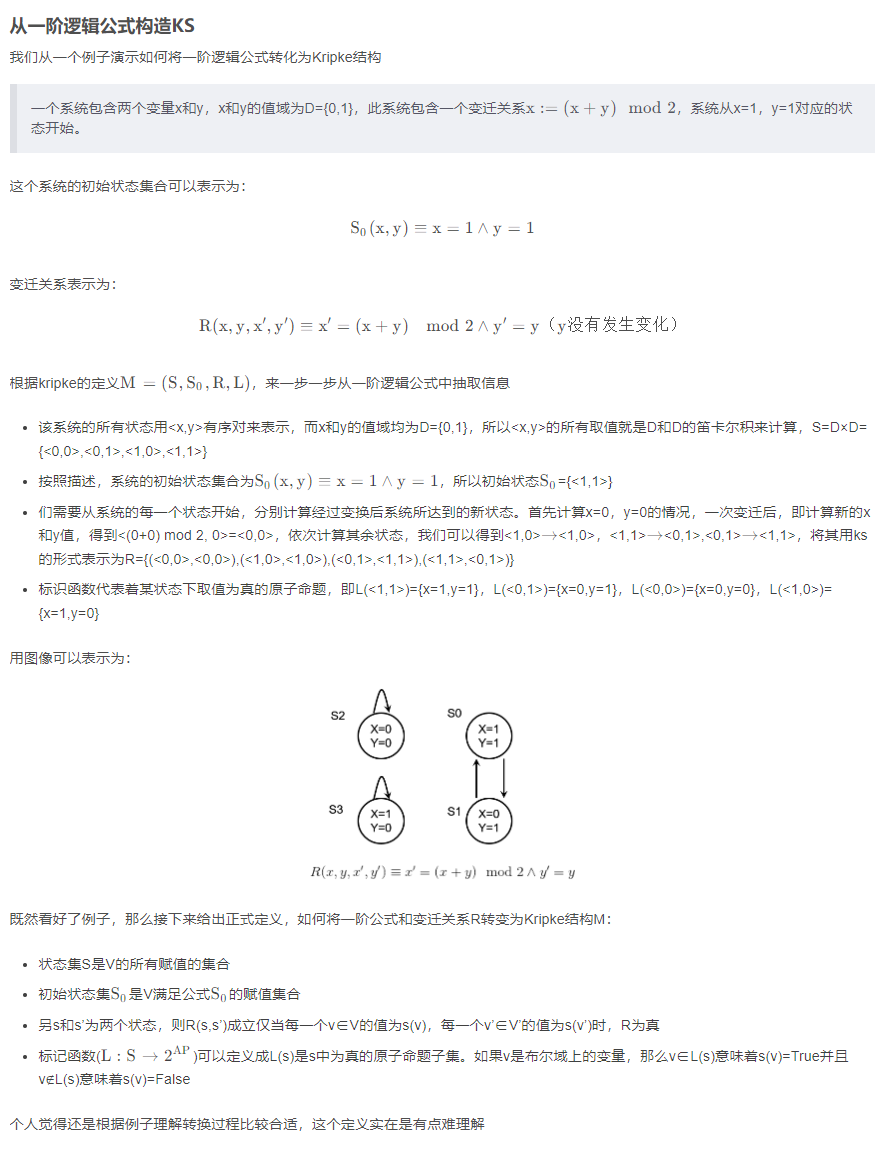 从一阶逻辑公式构造KS
我们从一个例子演示如何将一阶逻辑公式转化为Kripke结构
一个系统包含两个变量x和y，x和y的值域为D={0,1}，此系统包含一个变迁关系x := (x + y) mod 2，系统从x=1，y=1对应的状
态开始。
这个系统的初始状态集合可以表示为：
S₀(x, y) ≡ x = 1 ∧ y = 1
变迁关系表示为：
R(x, y, x′, y′) ≡ x′ = (x + y) mod 2 ∧ y′ = y（y没有发生变化）
根据kripke的定义M = (S, S₀, R, L)，来一步一步从一阶逻辑公式中抽取信息
• 该系统的所有状态用<x,y>有序对来表示，而x和y的值域均为D={0,1}，所以<x,y>的所有取值就是D和D的笛卡尔积来计算，S=D×D=
{<0,0>,<0,1>,<1,0>,<1,1>}
• 按照描述，系统的初始状态集合为S₀(x, y) ≡ x = 1 ∧ y = 1，所以初始状态S₀={<1,1>}
• 们需要从系统的每一个状态开始，分别计算经过变换后系统所达到的新状态。首先计算x=0，y=0的情况，一次变迁后，即计算新的x
和y值，得到<(0+0) mod 2, 0>=<0,0>，依次计算其余状态，我们可以得到<1,0>→<1,0>，<1,1>→<0,1>,<0,1>→<1,1>，将其用ks
的形式表示为R={(<0,0>,<0,0>),(<1,0>,<1,0>),(<0,1>,<1,1>),(<1,1>,<0,1>)}
• 标识函数代表着某状态下取值为真的原子命题，即L(<1,1>)={x=1,y=1}，L(<0,1>)={x=0,y=1}，L(<0,0>)={x=0,y=0}，L(<1,0>)=
{x=1,y=0}
用图像可以表示为：
S2
X=0
Y=0
S0
X=1
Y=1
S3
X=1
Y=0
S1
X=0
Y=1
R(x, y, x′, y′) ≡ x′ = (x + y) mod 2 ∧ y′ = y
既然看好了例子，那么接下来给出正式定义，如何将一阶公式和变迁关系R转变为Kripke结构M：
• 状态集S是V的所有赋值的集合
• 初始状态集S₀是V满足公式S₀的赋值集合
• 另s和s'为两个状态，则R(s,s')成立仅当每一个v∈V的值为s(v)，每一个v'∈V'的值为s(v')时，R为真
• 标记函数(L : S → 2^AP)可以定义成L(s)是s中为真的原子命题子集。如果v是布尔域上的变量，那么v∈L(s)意味着s(v)=True并且
v∉L(s)意味着s(v)=False
个人觉得还是根据例子理解转换过程比较合适，这个定义实在是有点难理解